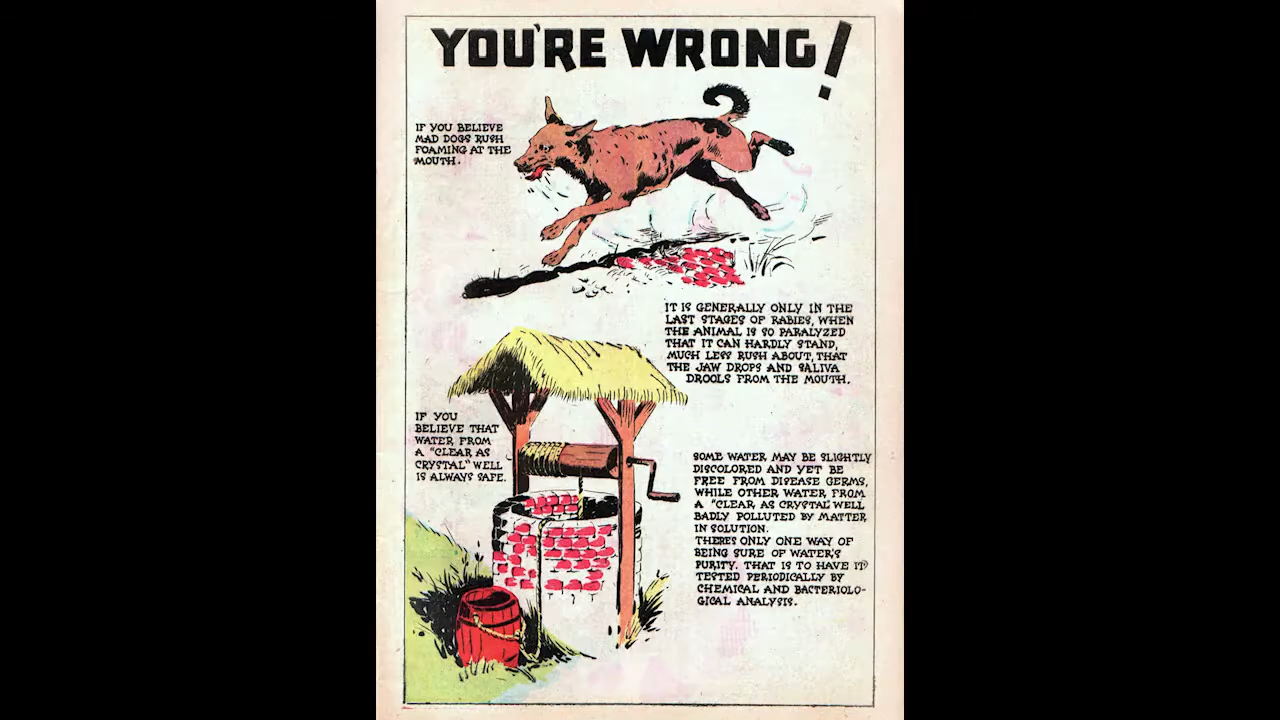 YOU'RE WRONG!
IF YOU BELIEVE
MAD DOGS RUSH
FOAMING AT THE
MOUTH.
IT IS GENERALLY ONLY IN THE
LAST STAGES OF RABIES, WHEN
THE ANIMAL IS SO PARALYZED
THAT IT CAN HARDLY STAND,
MUCH LESS RUSH ABOUT, THAT
THE JAW DROPS AND SALIVA
DROOLS FROM THE MOUTH.
IF YOU
BELIEVE THAT
WATER FROM
A "CLEAR AS
CRYSTAL" WELL
IS ALWAYS SAFE.
SOME WATER MAY BE SLIGHTLY
DISCOLORED AND YET BE
FREE FROM DISEASE GERMS,
WHILE OTHER WATER FROM
A "CLEAR AS CRYSTAL" WELL
BADLY POLLUTED BY MATTER
IN SOLUTION.
THERES ONLY ONE WAY OF
BEING SURE OF WATER'S
PURITY. THAT IS TO HAVE IT
TESTED PERIODICALLY BY
CHEMICAL AND BACTERIOLO-
GICAL ANALYSIS.